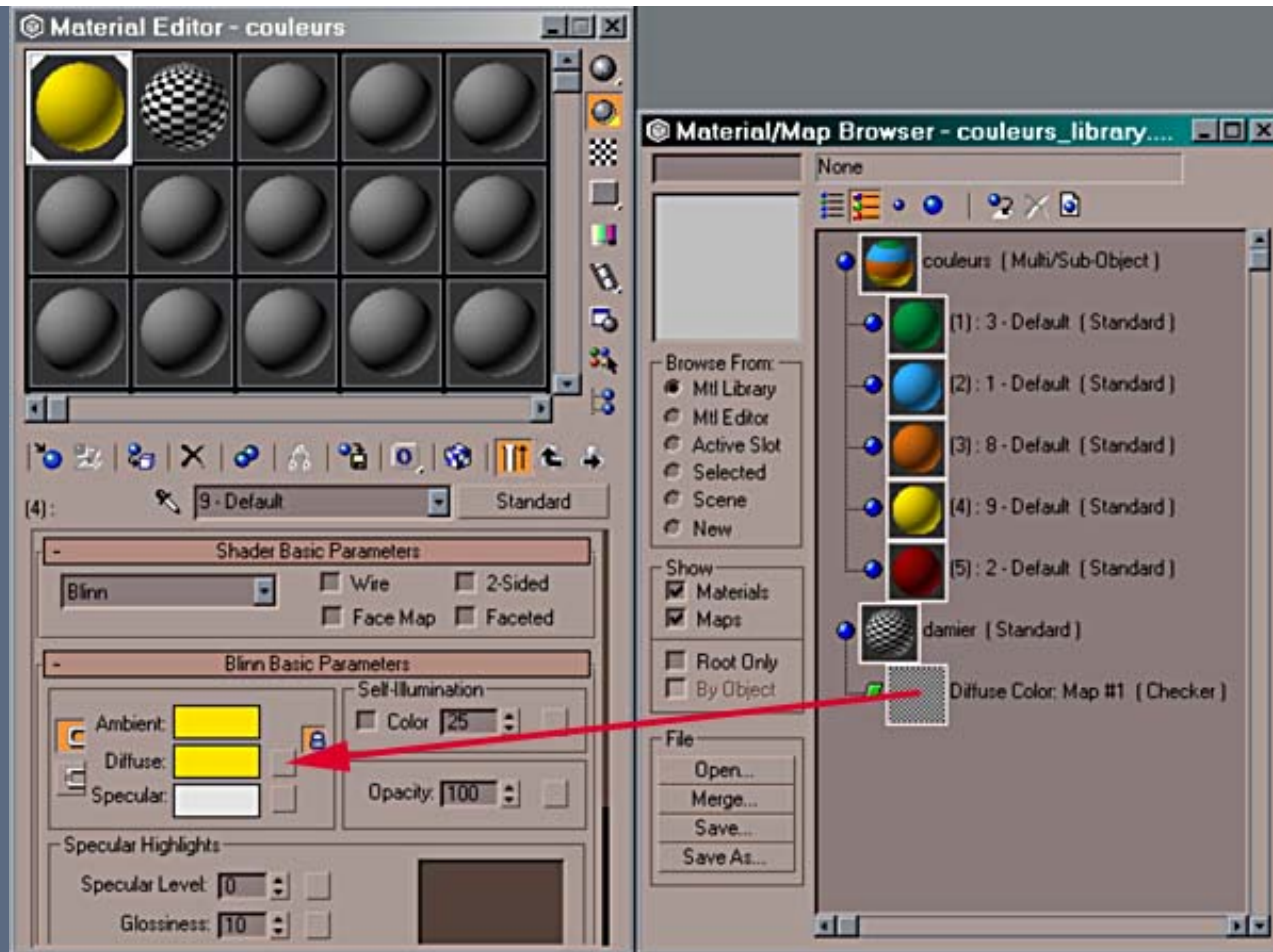 Material Editor - couleurs
(4) :
9 - Default
Standard
-
Shader Basic Parameters
Blinn
Wire
2-Sided
Face Map
Faceted
-
Blinn Basic Parameters
Ambient:
Diffuse:
Specular:
Self-Illumination
Color
25
Opacity:
100
Specular Highlights
Specular Level:
0
Glossiness:
10
Material/Map Browser - couleurs_library....
None
Browse From:
Mtl Library
Mtl Editor
Active Slot
Selected
Scene
New
Show
Materials
Maps
Root Only
By Object
File
Open...
Merge...
Save...
Save As...
couleurs ( Multi/Sub-Object )
(1) : 3 - Default ( Standard )
(2) : 1 - Default ( Standard )
(3) : 8 - Default ( Standard )
(4) : 9 - Default ( Standard )
(5) : 2 - Default ( Standard )
damier ( Standard )
Diffuse Color: Map #1 ( Checker )